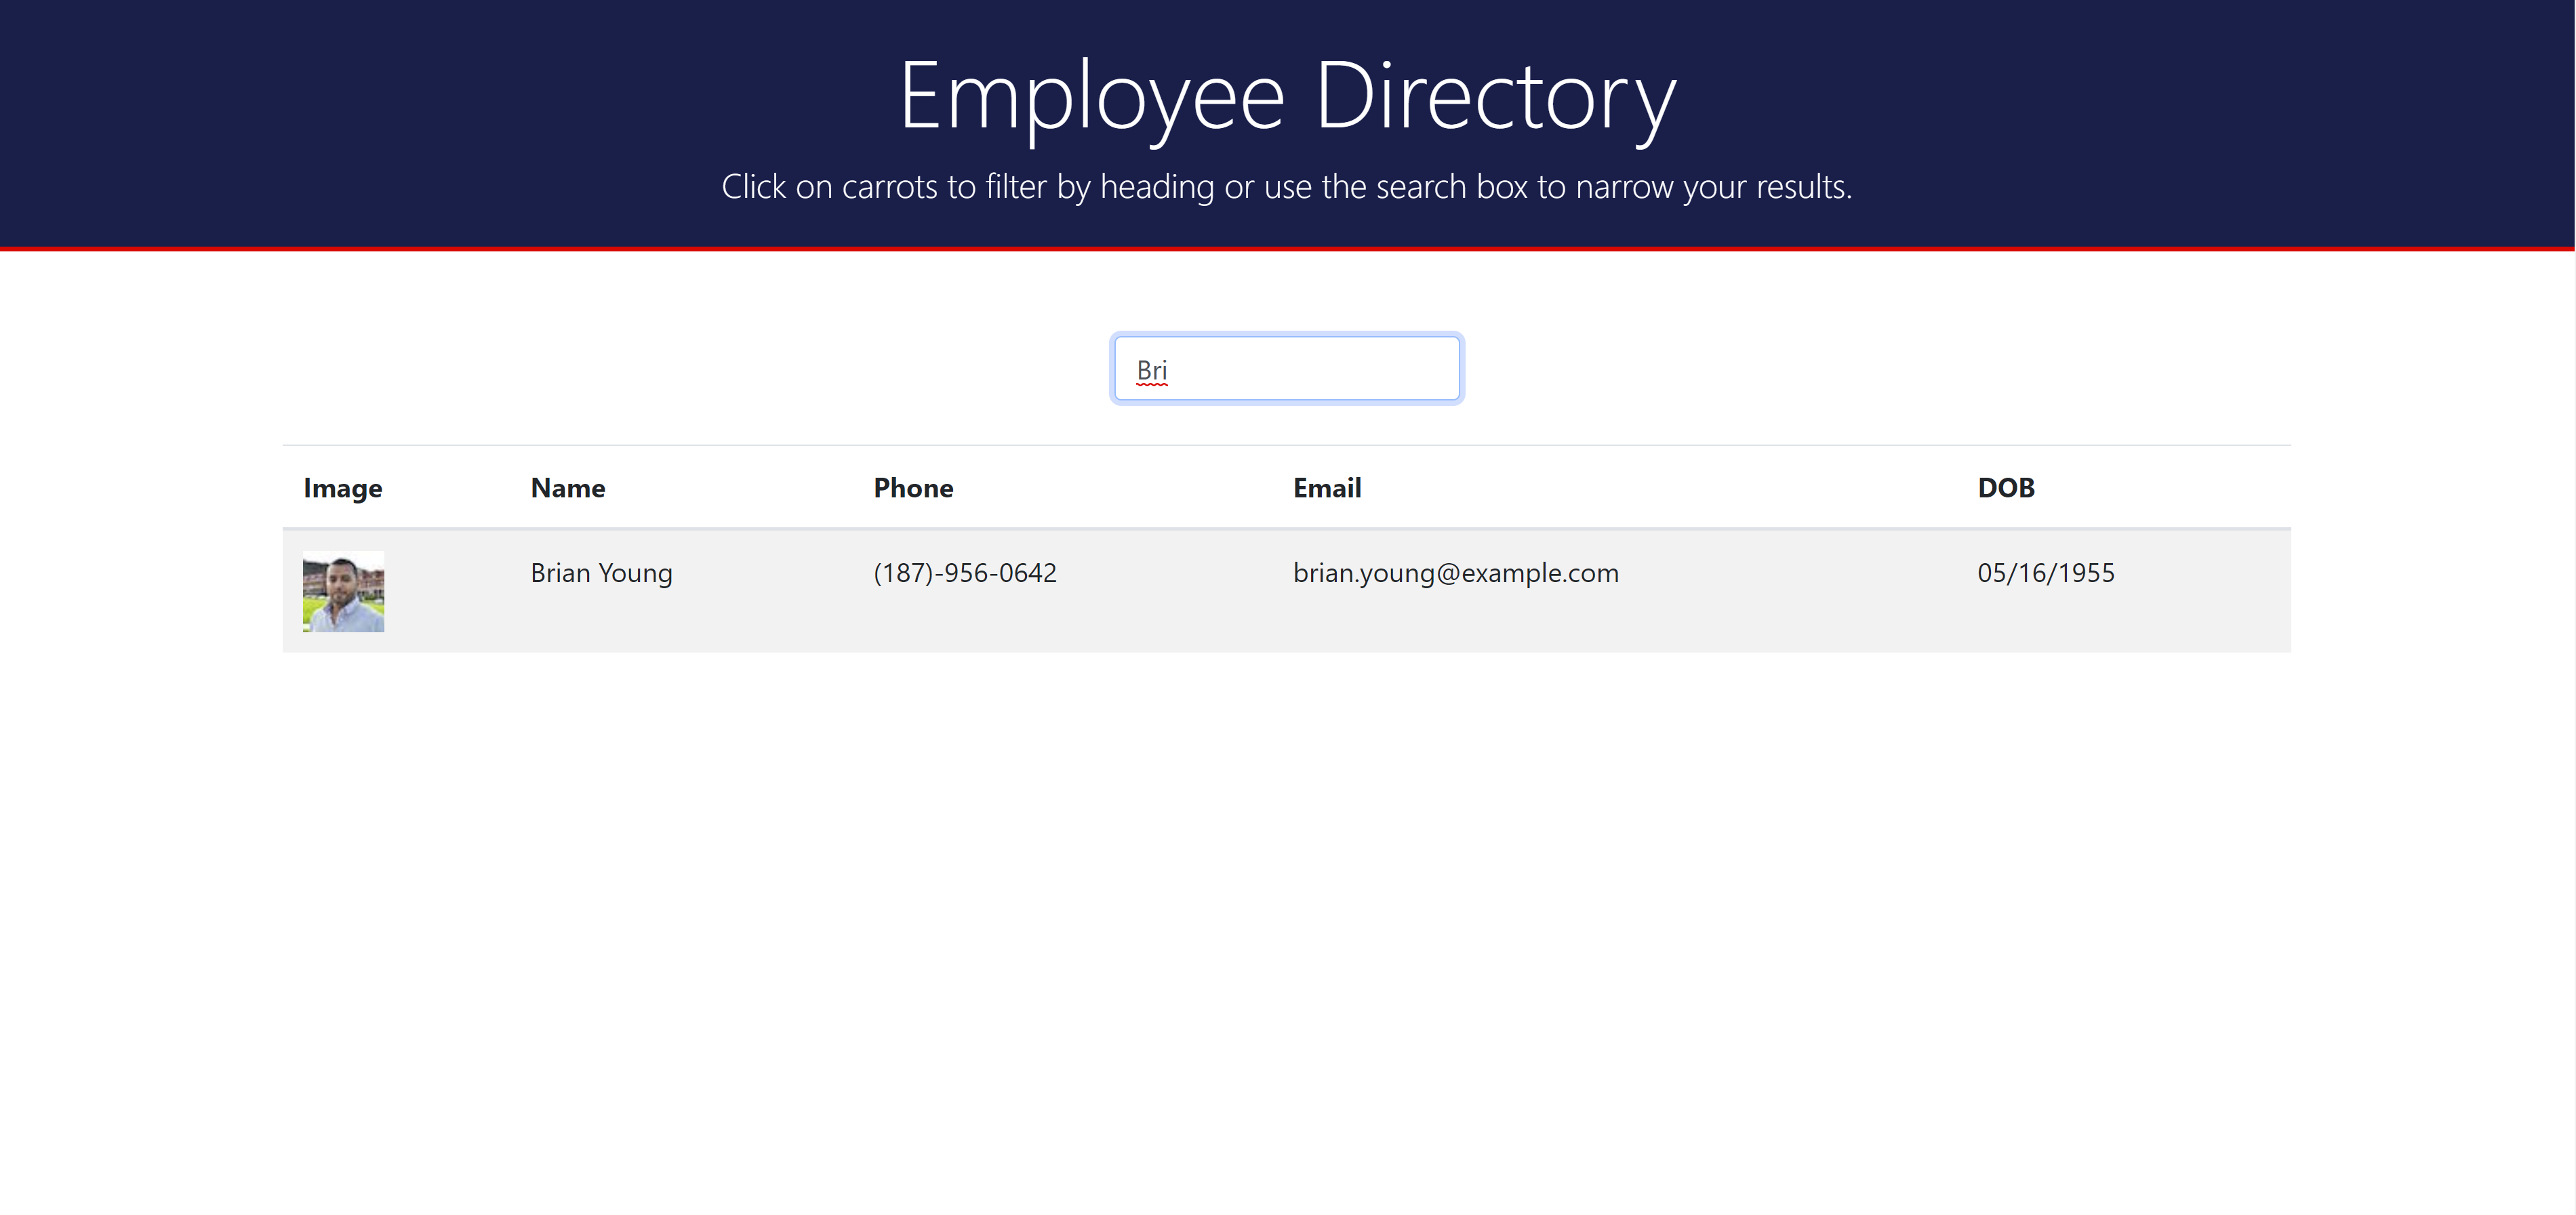 Employee Directory
Click on carrots to filter by heading or use the search box to narrow your results.
Bri
Image Name Phone Email DOB
Brian Young (187)-956-0642 brian.young@example.com 05/16/1955